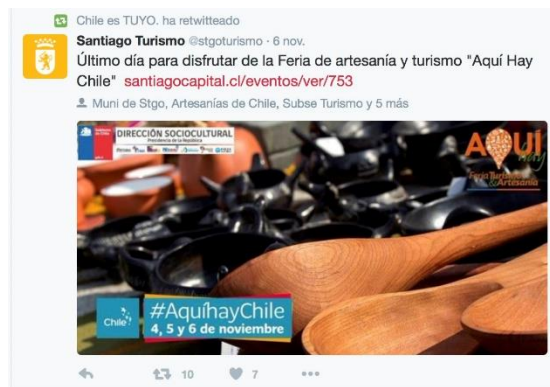 Chile es TUYO. ha retwitteado
Santiago Turismo @stgoturismo · 6 nov.
Último día para disfrutar de la Feria de artesanía y turismo "Aquí Hay
Chile" santiagocapital.cl/eventos/ver/753
Muni de Stgo, Artesanías de Chile, Subse Turismo y 5 más
DIRECCIÓN SOCIOCULTURAL
Presidencia de la República
AQUÍ
hay
Feria Turismo
& Artesanía
Chile
#AquíhayChile
4, 5 y 6 de noviembre
10
7